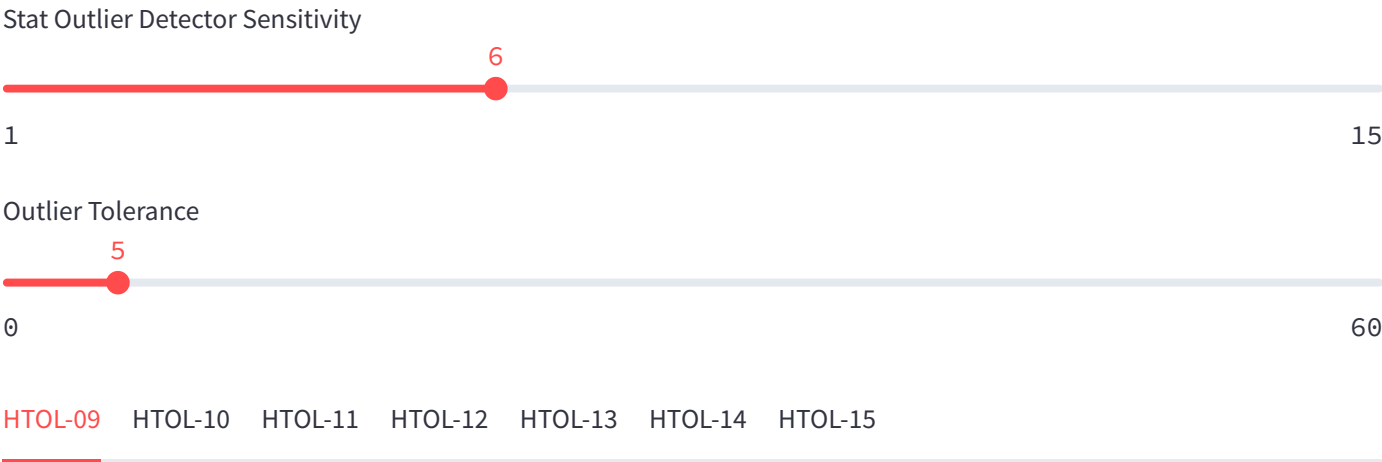 Stat Outlier Detector Sensitivity
6
1 15
Outlier Tolerance
5
0 60
HTOL-09 HTOL-10 HTOL-11 HTOL-12 HTOL-13 HTOL-14 HTOL-15